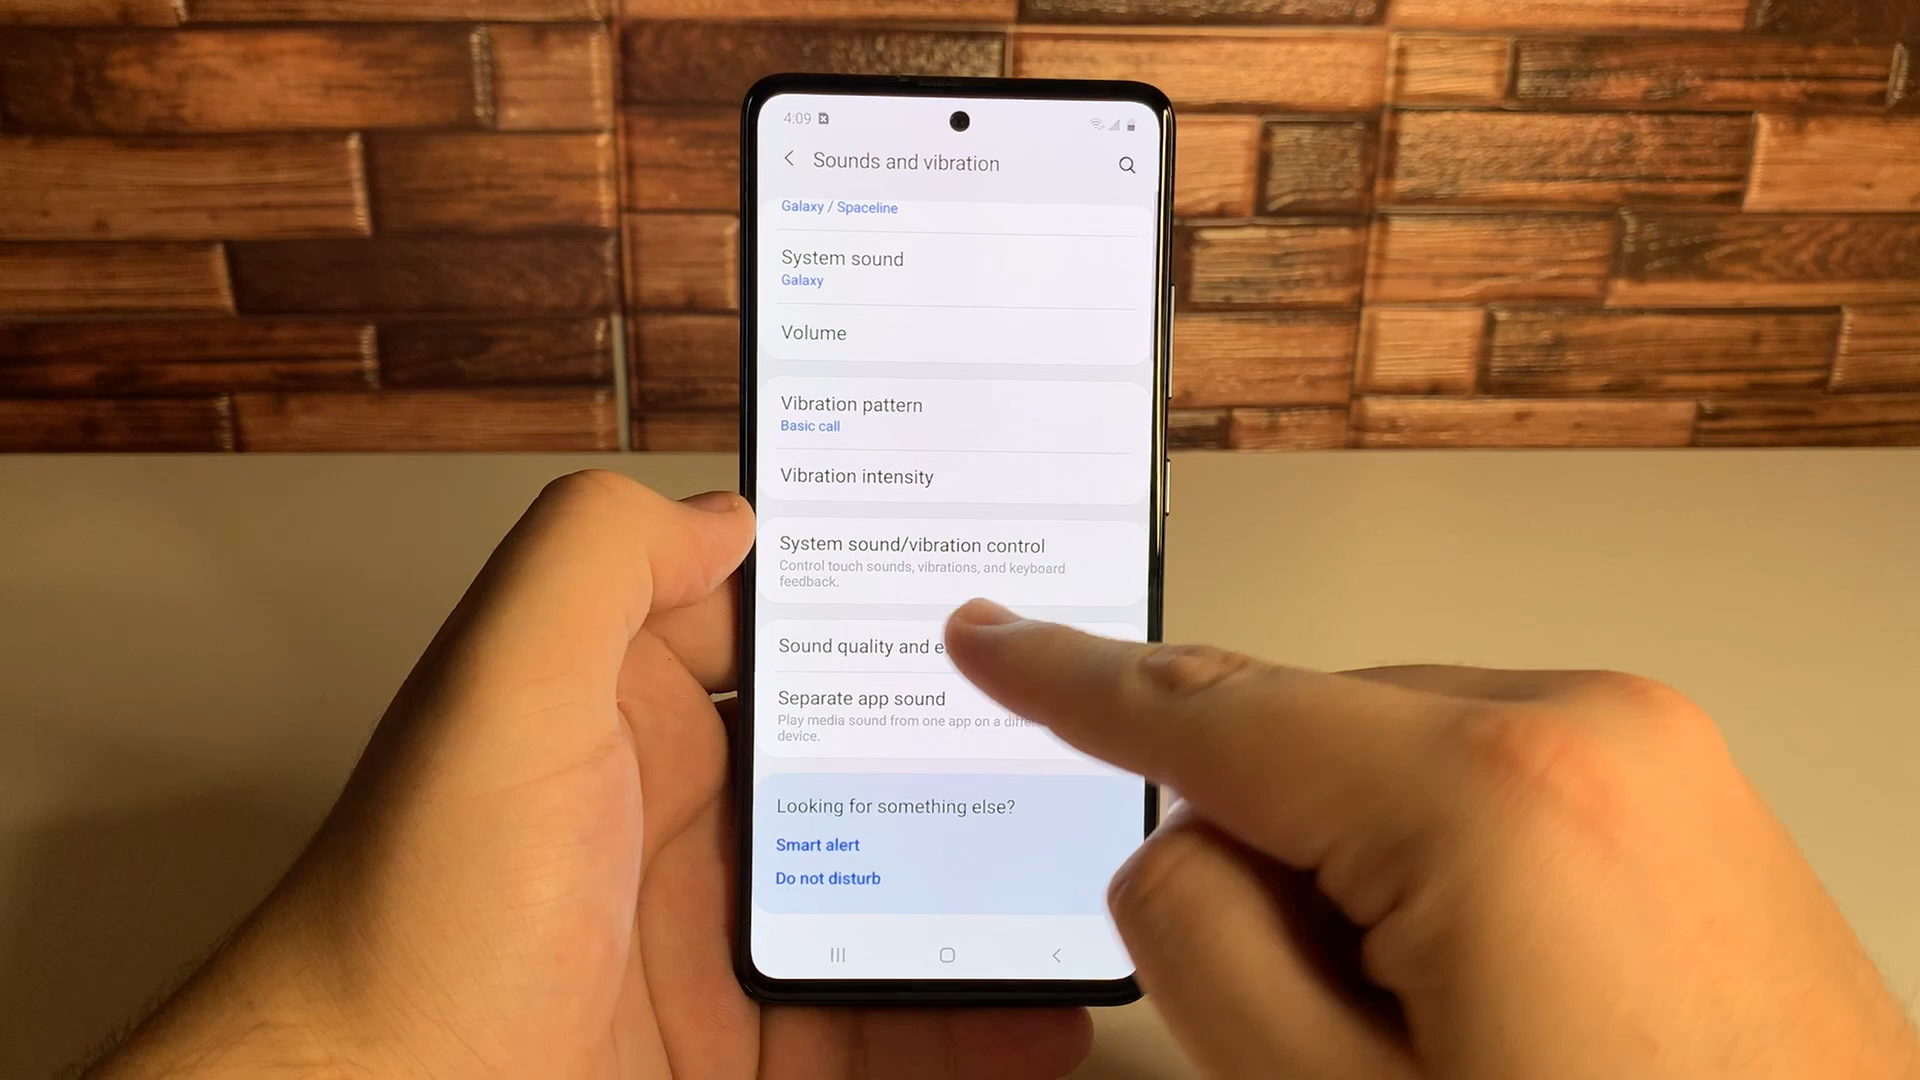 4:09
Sounds and vibration
Galaxy / Spaceline
System sound
Galaxy
Volume
Vibration pattern
Basic call
Vibration intensity
System sound/vibration control
Control touch sounds, vibrations, and keyboard
feedback.
Sound quality and
Separate app sound
Play media sound from one app on a
device.
Looking for something else?
Smart alert
Do not disturb